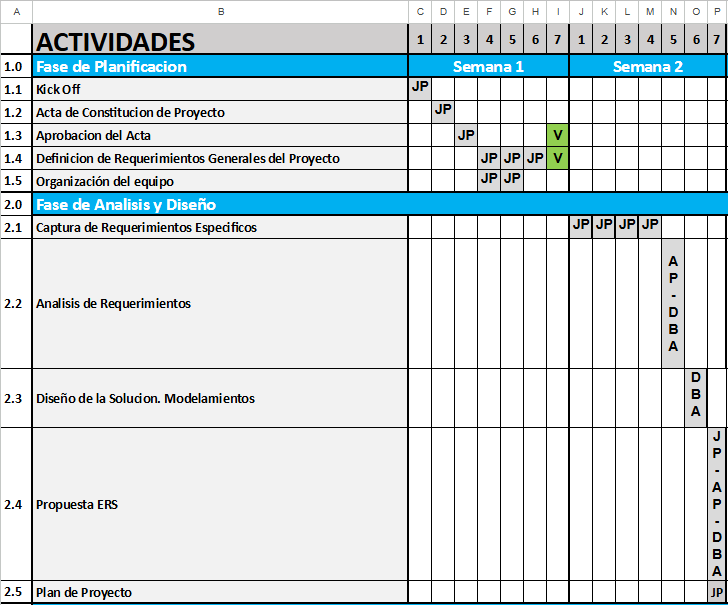 A B C D E F G H I J K L M N O P
ACTIVIDADES 1 2 3 4 5 6 7 1 2 3 4 5 6 7
1.0 Fase de Planificacion Semana 1 Semana 2
1.1 Kick Off JP
1.2 Acta de Constitucion de Proyecto JP
1.3 Aprobacion del Acta JP V
1.4 Definicion de Requerimientos Generales del Proyecto JP JP JP V
1.5 Organización del equipo JP JP
2.0 Fase de Analisis y Diseño
2.1 Captura de Requerimientos Especificos JP JP JP JP
2.2 Analisis de Requerimientos AP-DBA
2.3 Diseño de la Solucion. Modelamientos DBA
2.4 Propuesta ERS JP-AP-DBA
2.5 Plan de Proyecto JP